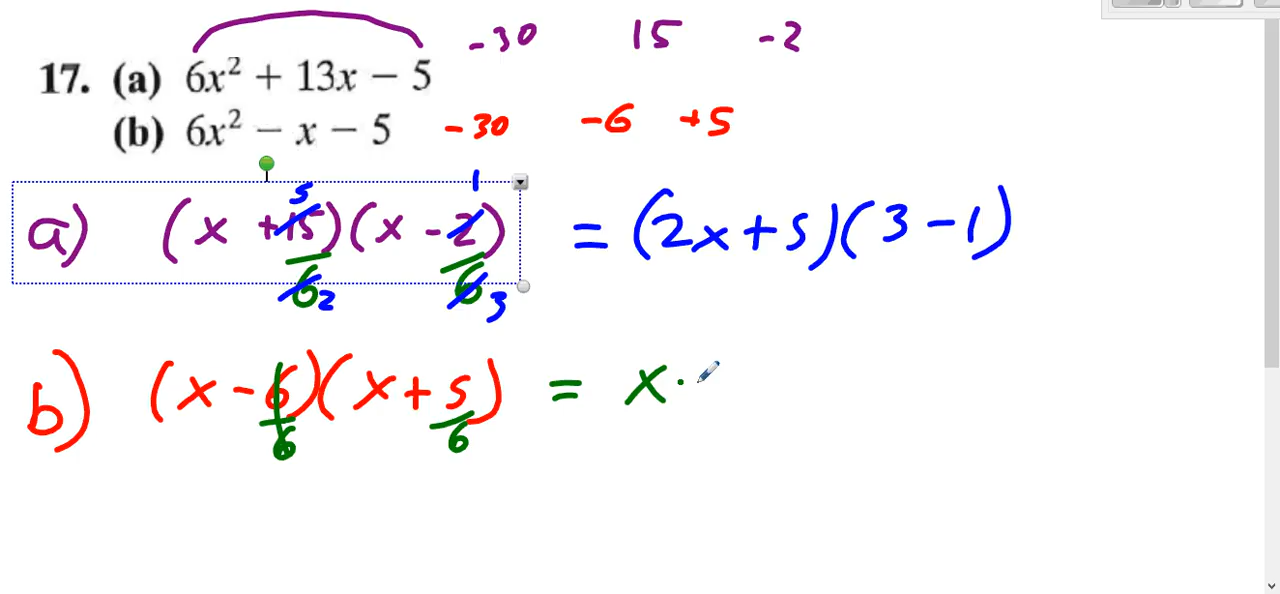 -30 15 -2
17. (a) 6x² + 13x − 5
(b) 6x² − x − 5 -30 -6 +5
5 1
a) (x +15)(x -2) = (2x+5)(3-1)
6 2 6 3
b) (x-6)(x+5) = x.
6 6